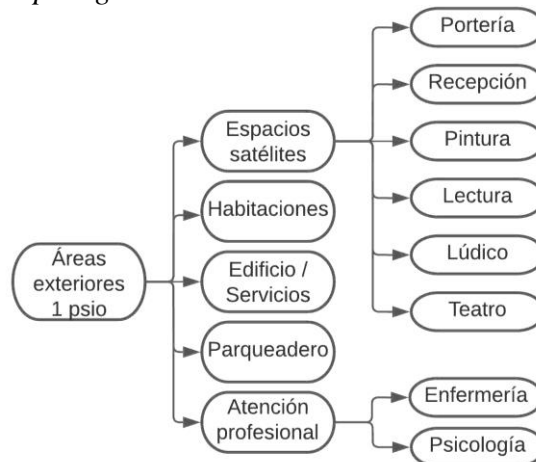 Portería
Recepción
Espacios
satélites
Pintura
Habitaciones
Lectura
Áreas
exteriores
1 psio
Edificio /
Servicios
Lúdico
Teatro
Parqueadero
Atención
profesional
Enfermería
Psicología